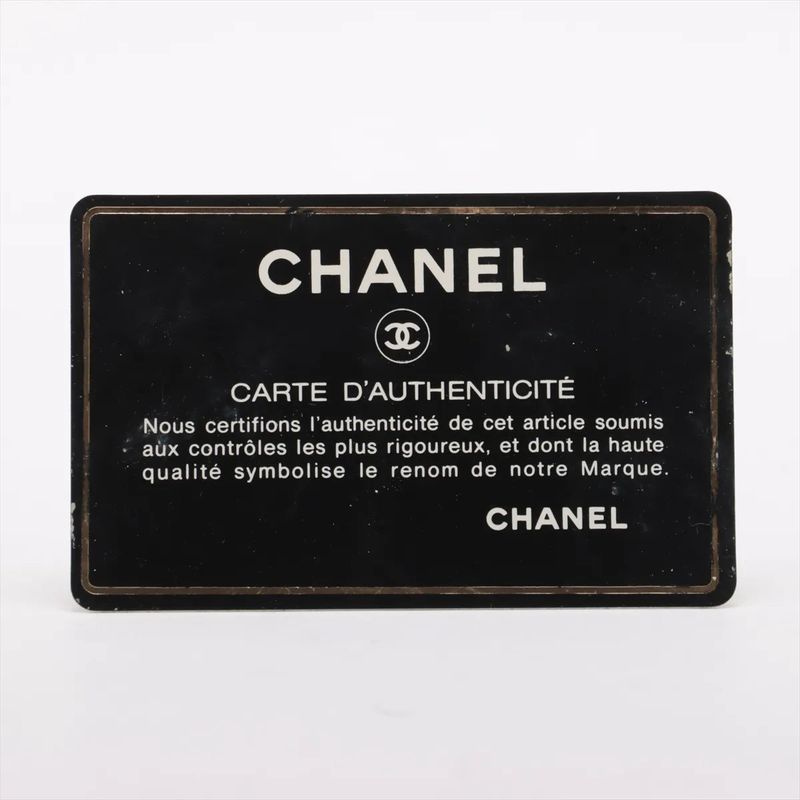 CHANEL
CARTE D'AUTHENTICITÉ
Nous certifions l'authenticité de cet article soumis
aux contrôles les plus rigoureux, et dont la haute
qualité symbolise le renom de notre Marque.
CHANEL